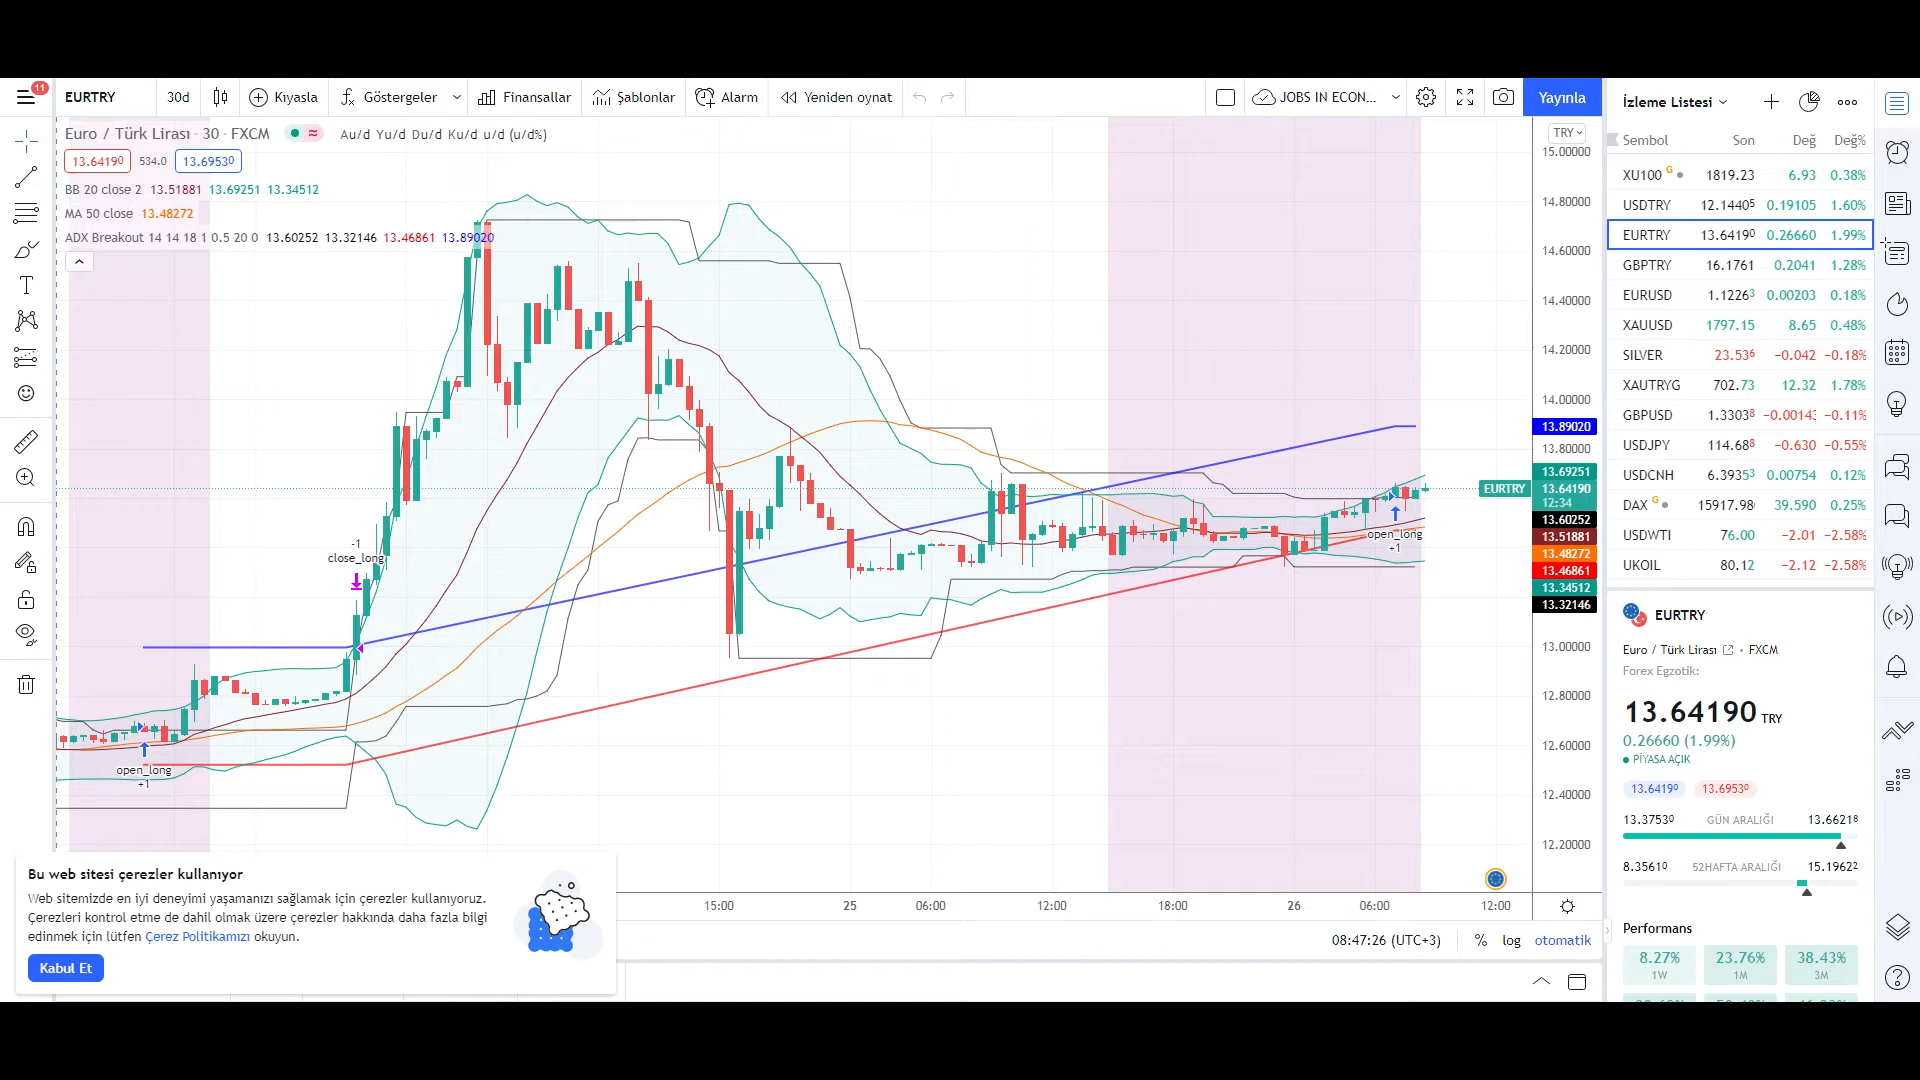 11
EURTRY
30d
Kıyasla
Göstergeler
Finansallar
Şablonlar
Alarm
Yeniden oynat
JOBS IN ECON...
Yayınla
Euro / Türk Lirası · 30 · FXCM
Au/d Yu/d Du/d Ku/d u/d (u/d%)
13.64190
534.0
13.69530
BB 20 close 2 13.51881 13.69251 13.34512
MA 50 close 13.48272
ADX Breakout 14 14 18 1 0.5 20 0 13.60252 13.32146 13.46861 13.89020
-1
close_long
open_long
+1
open_long
+1
TRY
15.00000
14.80000
14.60000
14.40000
14.20000
14.00000
13.89020
13.80000
13.69251
EURTRY 13.64190
12:34
13.60252
13.51881
13.48272
13.46861
13.34512
13.32146
13.00000
12.80000
12.60000
12.40000
12.20000
15:00 25 06:00 12:00 18:00 26 06:00 12:00
08:47:26 (UTC+3)
% log otomatik
Bu web sitesi çerezler kullanıyor
Web sitemizde en iyi deneyimi yaşamanızı sağlamak için çerezler kullanıyoruz.
Çerezleri kontrol etme de dahil olmak üzere çerezler hakkında daha fazla bilgi
edinmek için lütfen Çerez Politikamızı okuyun.
Kabul Et
İzleme Listesi
Sembol Son Değ Değ%
XU100 G 1819.23 6.93 0.38%
USDTRY 12.14405 0.19105 1.60%
EURTRY 13.64190 0.26660 1.99%
GBPTRY 16.1761 0.2041 1.28%
EURUSD 1.12263 0.00203 0.18%
XAUUSD 1797.15 8.65 0.48%
SILVER 23.536 −0.042 −0.18%
XAUTRYG 702.73 12.32 1.78%
GBPUSD 1.33038 −0.00143 −0.11%
USDJPY 114.688 −0.630 −0.55%
USDCNH 6.39353 0.00754 0.12%
DAX G 15917.98 39.590 0.25%
USDWTI 76.00 −2.01 −2.58%
UKOIL 80.12 −2.12 −2.58%
EURTRY
Euro / Türk Lirası • FXCM
Forex Egzotik:
13.64190 TRY
0.26660 (1.99%)
PİYASA AÇIK
13.64190 13.69530
13.37530 GÜN ARALIĞI 13.66218
8.35610 52HAFTA ARALIĞI 15.19622
Performans
8.27% 23.76% 38.43%
1W 1M 3M